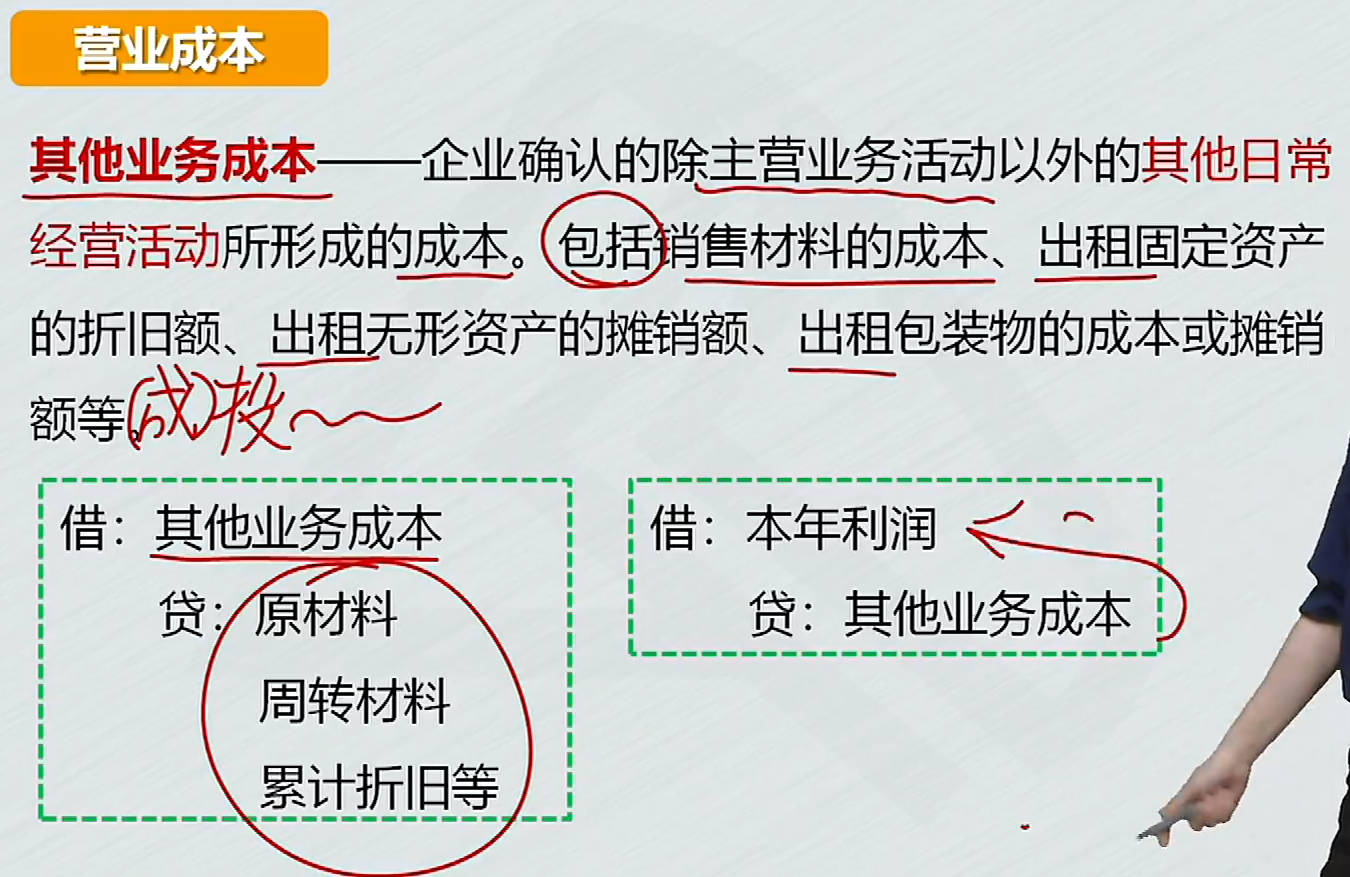 营业成本
其他业务成本——企业确认的除主营业务活动以外的其他日常
经营活动所形成的成本。包括销售材料的成本、出租固定资产
的折旧额、出租无形资产的摊销额、出租包装物的成本或摊销
额等。(成)投
借：其他业务成本
贷：原材料
周转材料
累计折旧等
借：本年利润
贷：其他业务成本